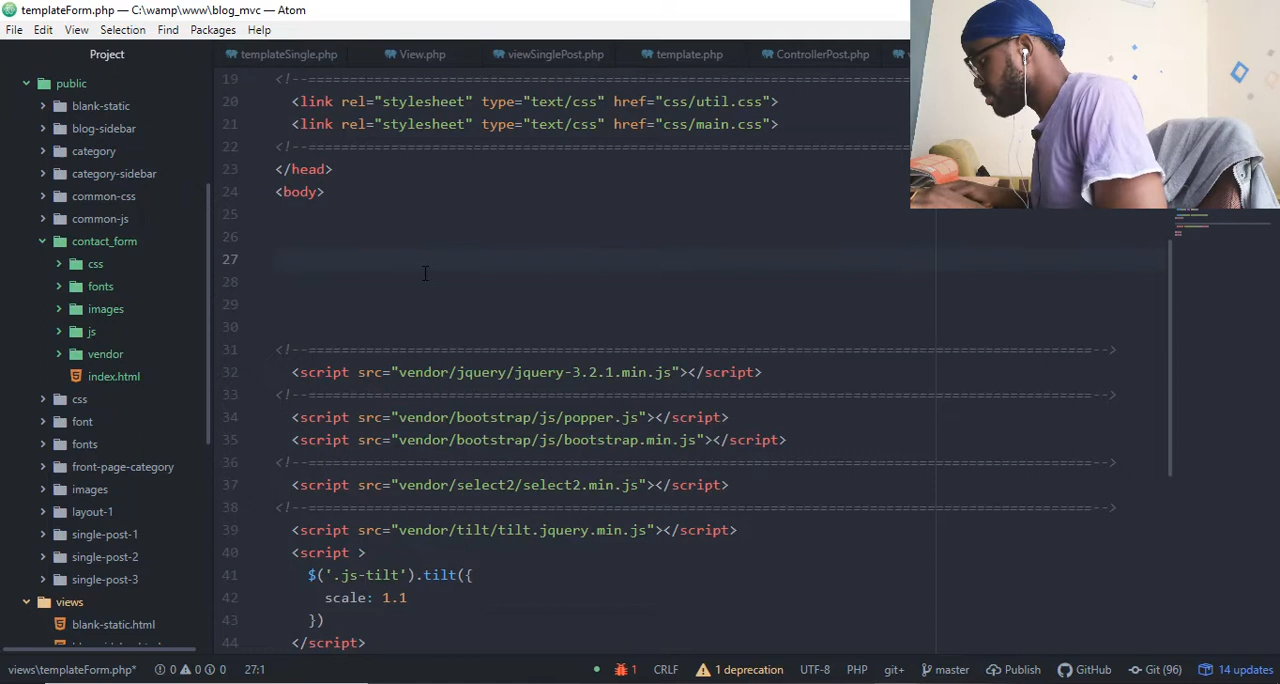 templateForm.php — C:\wamp\www\blog_mvc — Atom
File Edit View Selection Find Packages Help
Project
templateSingle.php View.php viewSinglePost.php template.php ControllerPost.php
public
blank-static
blog-sidebar
category
category-sidebar
common-css
common-js
contact_form
css
fonts
images
js
vendor
index.html
css
font
fonts
front-page-category
images
layout-1
single-post-1
single-post-2
single-post-3
views
blank-static.html
19 <!--======================================================================
20 <link rel="stylesheet" type="text/css" href="css/util.css">
21 <link rel="stylesheet" type="text/css" href="css/main.css">
22 <!--======================================================================
23 </head>
24 <body>
25
26
27
28
29
30
31 <!--===============================================================================================-->
32 <script src="vendor/jquery/jquery-3.2.1.min.js"></script>
33 <!--===============================================================================================-->
34 <script src="vendor/bootstrap/js/popper.js"></script>
35 <script src="vendor/bootstrap/js/bootstrap.min.js"></script>
36 <!--===============================================================================================-->
37 <script src="vendor/select2/select2.min.js"></script>
38 <!--===============================================================================================-->
39 <script src="vendor/tilt/tilt.jquery.min.js"></script>
40 <script >
41 $('.js-tilt').tilt({
42 scale: 1.1
43 })
44 </script>
views\templateForm.php* 0 0 0 27:1 1 CRLF 1 deprecation UTF-8 PHP git+ master Publish GitHub Git (96) 14 updates